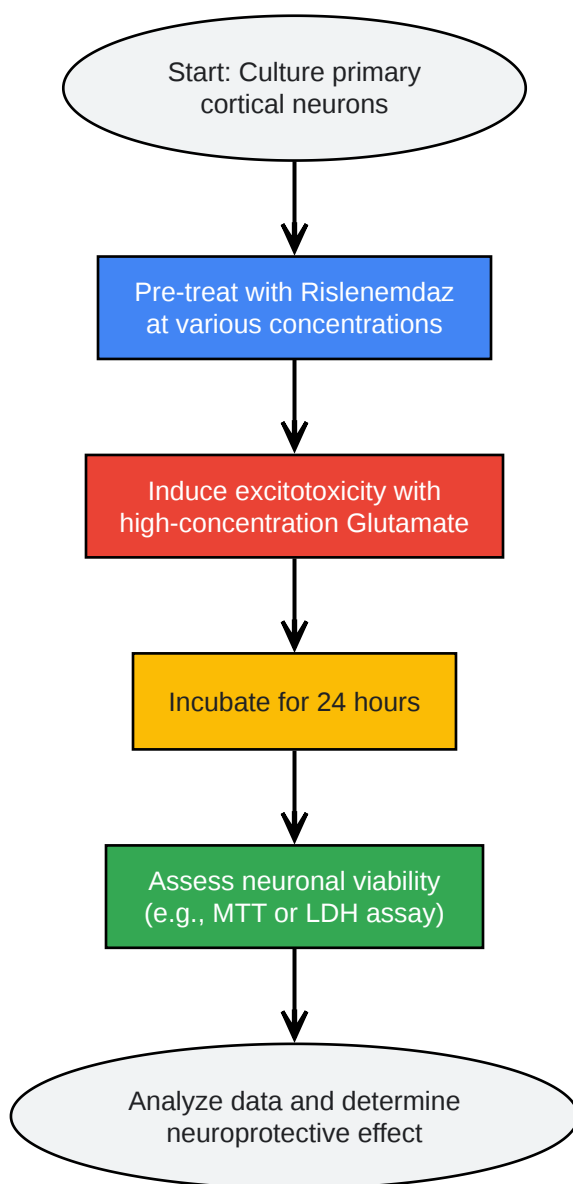 Start: Culture primary
cortical neurons
Pre-treat with Rislenemdaz
at various concentrations
Induce excitotoxicity with
high-concentration Glutamate
Incubate for 24 hours
Assess neuronal viability
(e.g., MTT or LDH assay)
Analyze data and determine
neuroprotective effect